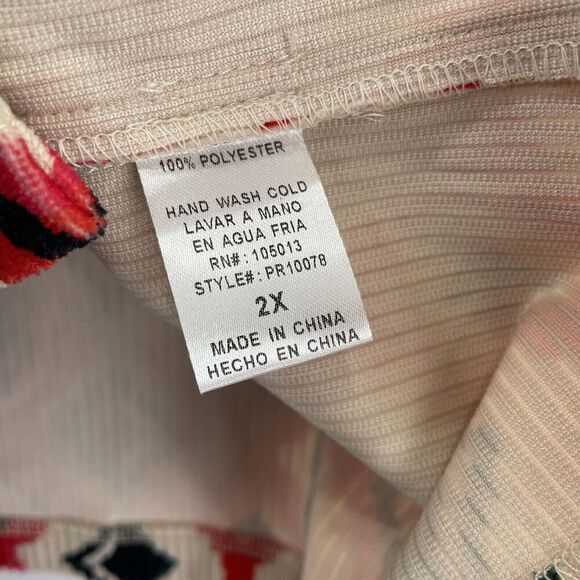 100% POLYESTER
HAND WASH COLD
LAVAR A MANO
EN AGUA FRIA
RN#: 105013
STYLE#: PR10078
2X
MADE IN CHINA
HECHO EN CHINA